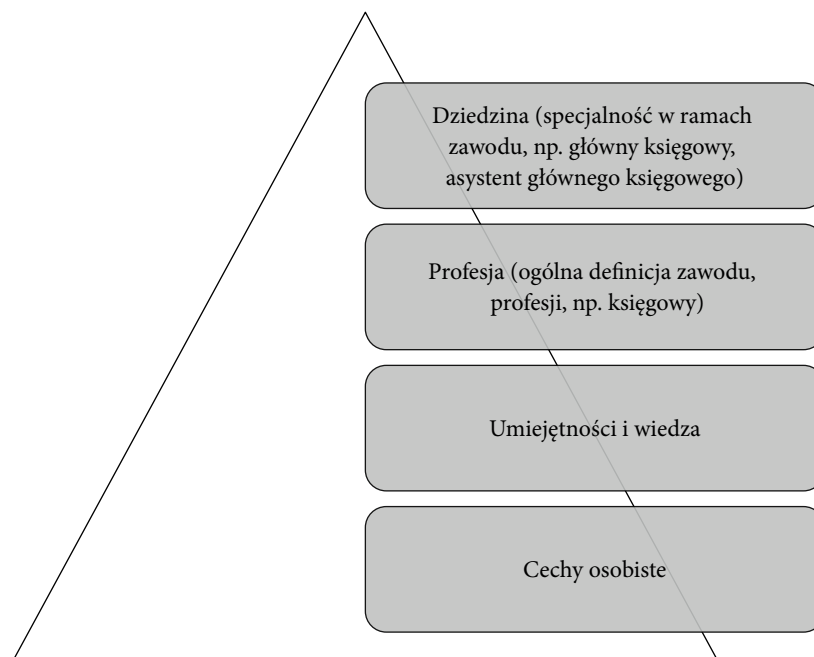 Dziedzina (specjalność w ramach
zawodu, np. główny księgowy,
asystent głównego księgowego)
Profesja (ogólna definicja zawodu,
profesji, np. księgowy)
Umiejętności i wiedza
Cechy osobiste